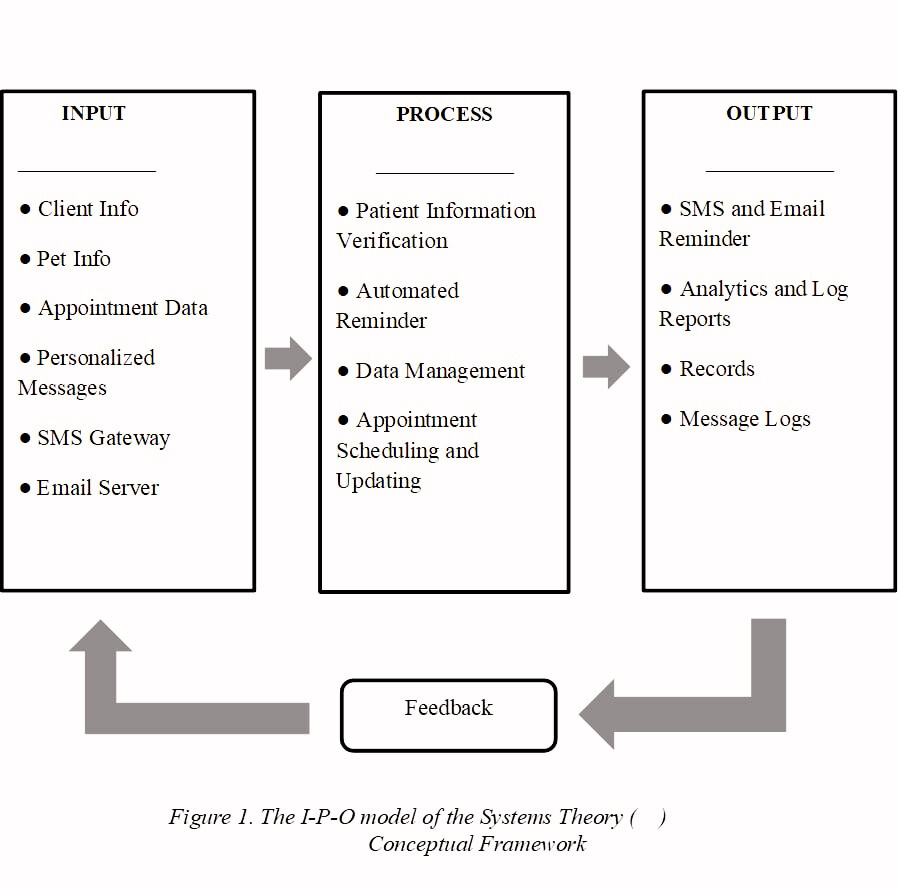 INPUT
● Client Info
● Pet Info
● Appointment Data
● Personalized
Messages
● SMS Gateway
● Email Server
PROCESS
● Patient Information
Verification
● Automated
Reminder
● Data Management
● Appointment
Scheduling and
Updating
OUTPUT
● SMS and Email
Reminder
● Analytics and Log
Reports
● Records
● Message Logs
Feedback
Figure 1. The I-P-O model of the Systems Theory ( )
Conceptual Framework